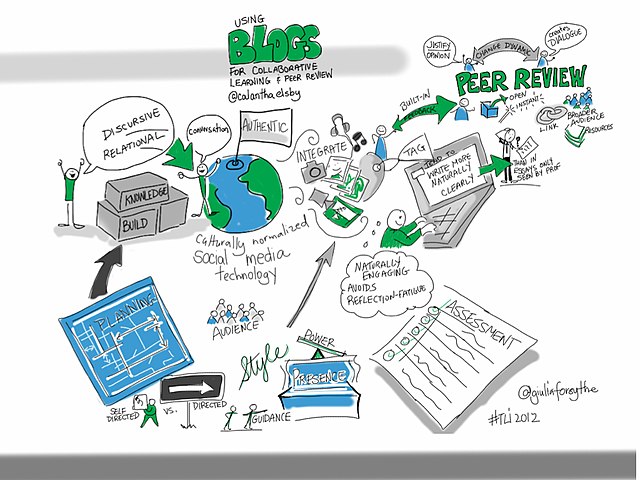 USING
BLOGS
FOR COLLABORATIVE
LEARNING & PEER REVIEW
@calanthaelsby
JUSTIFY
OPINION
CHANGE DYNAMIC
creates
DIALOGUE
PEER REVIEW
BUILT-IN
FEEDBACK
OPEN
INSTANT
LINK
BROADER
AUDIENCE
RESOURCES
DISCURSIVE
RELATIONAL
conversation
AUTHENTIC
INTEGRATE
TAG
TEND TO
WRITE MORE
NATURALLY
CLEARLY
THAN IN
ESSAYS ONLY
SEEN BY PROF
KNOWLEDGE
BUILD
Culturally normalized
social media
technology
NATURALLY
ENGAGING
AVOIDS
REFLECTION-FATIGUE
PLANNING
AUDIENCE
ASSESSMENT
Style
POWER
PRESENCE
SELF
DIRECTED
VS.
DIRECTED
GUIDANCE
@giuliaforsythe
#TLI 2012